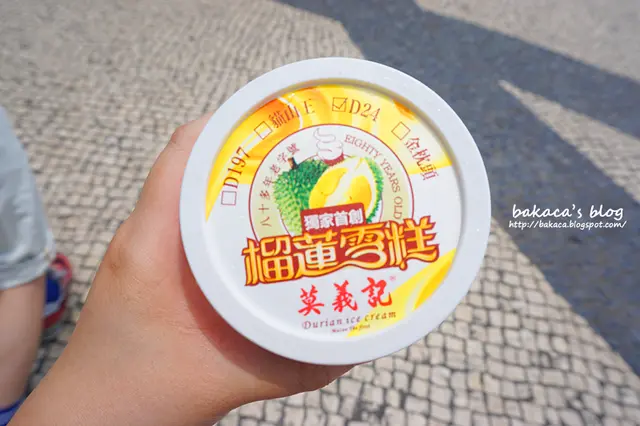 ☐D197
☐貓山王
☑D24
☐金枕頭
八十多年老字號
EIGHTY YEARS OLD
獨家首創
榴蓮雪糕
莫義記®
Durian ice cream
bakaca's blog
http://bakaca.blogspot.com/